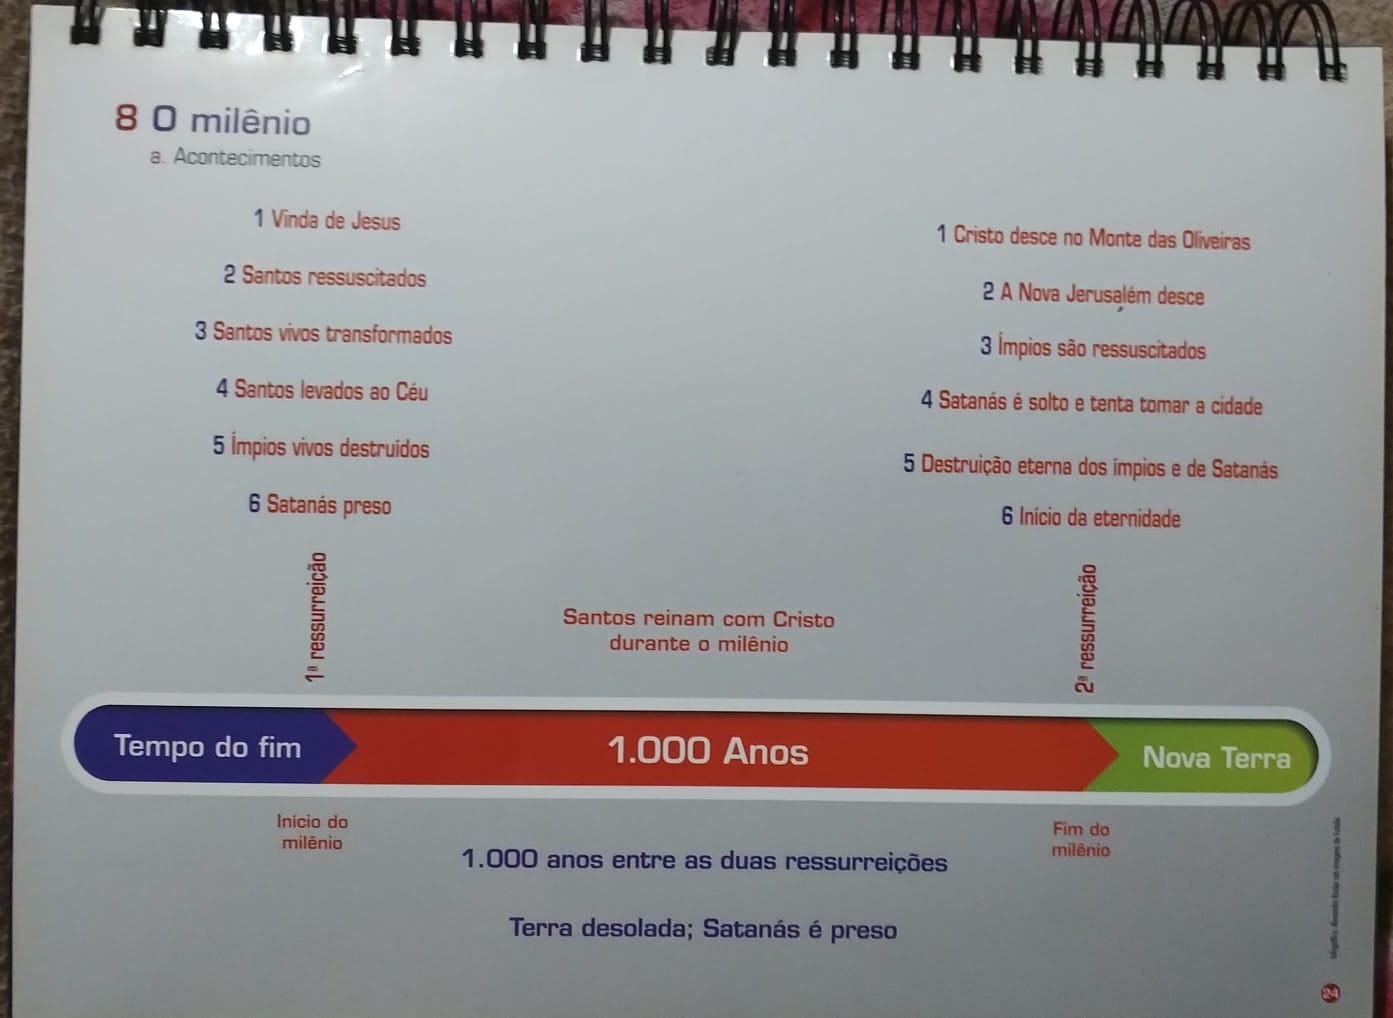 8 O milênio
a. Acontecimentos
1 Vinda de Jesus
2 Santos ressuscitados
3 Santos vivos transformados
4 Santos levados ao Céu
5 Ímpios vivos destruídos
6 Satanás preso
1ª ressurreição
1 Cristo desce no Monte das Oliveiras
2 A Nova Jerusalém desce
3 Ímpios são ressuscitados
4 Satanás é solto e tenta tomar a cidade
5 Destruição eterna dos ímpios e de Satanás
6 Início da eternidade
2ª ressurreição
Santos reinam com Cristo
durante o milênio
Tempo do fim
1.000 Anos
Nova Terra
Início do
milênio
Fim do
milênio
1.000 anos entre as duas ressurreições
Terra desolada; Satanás é preso
24